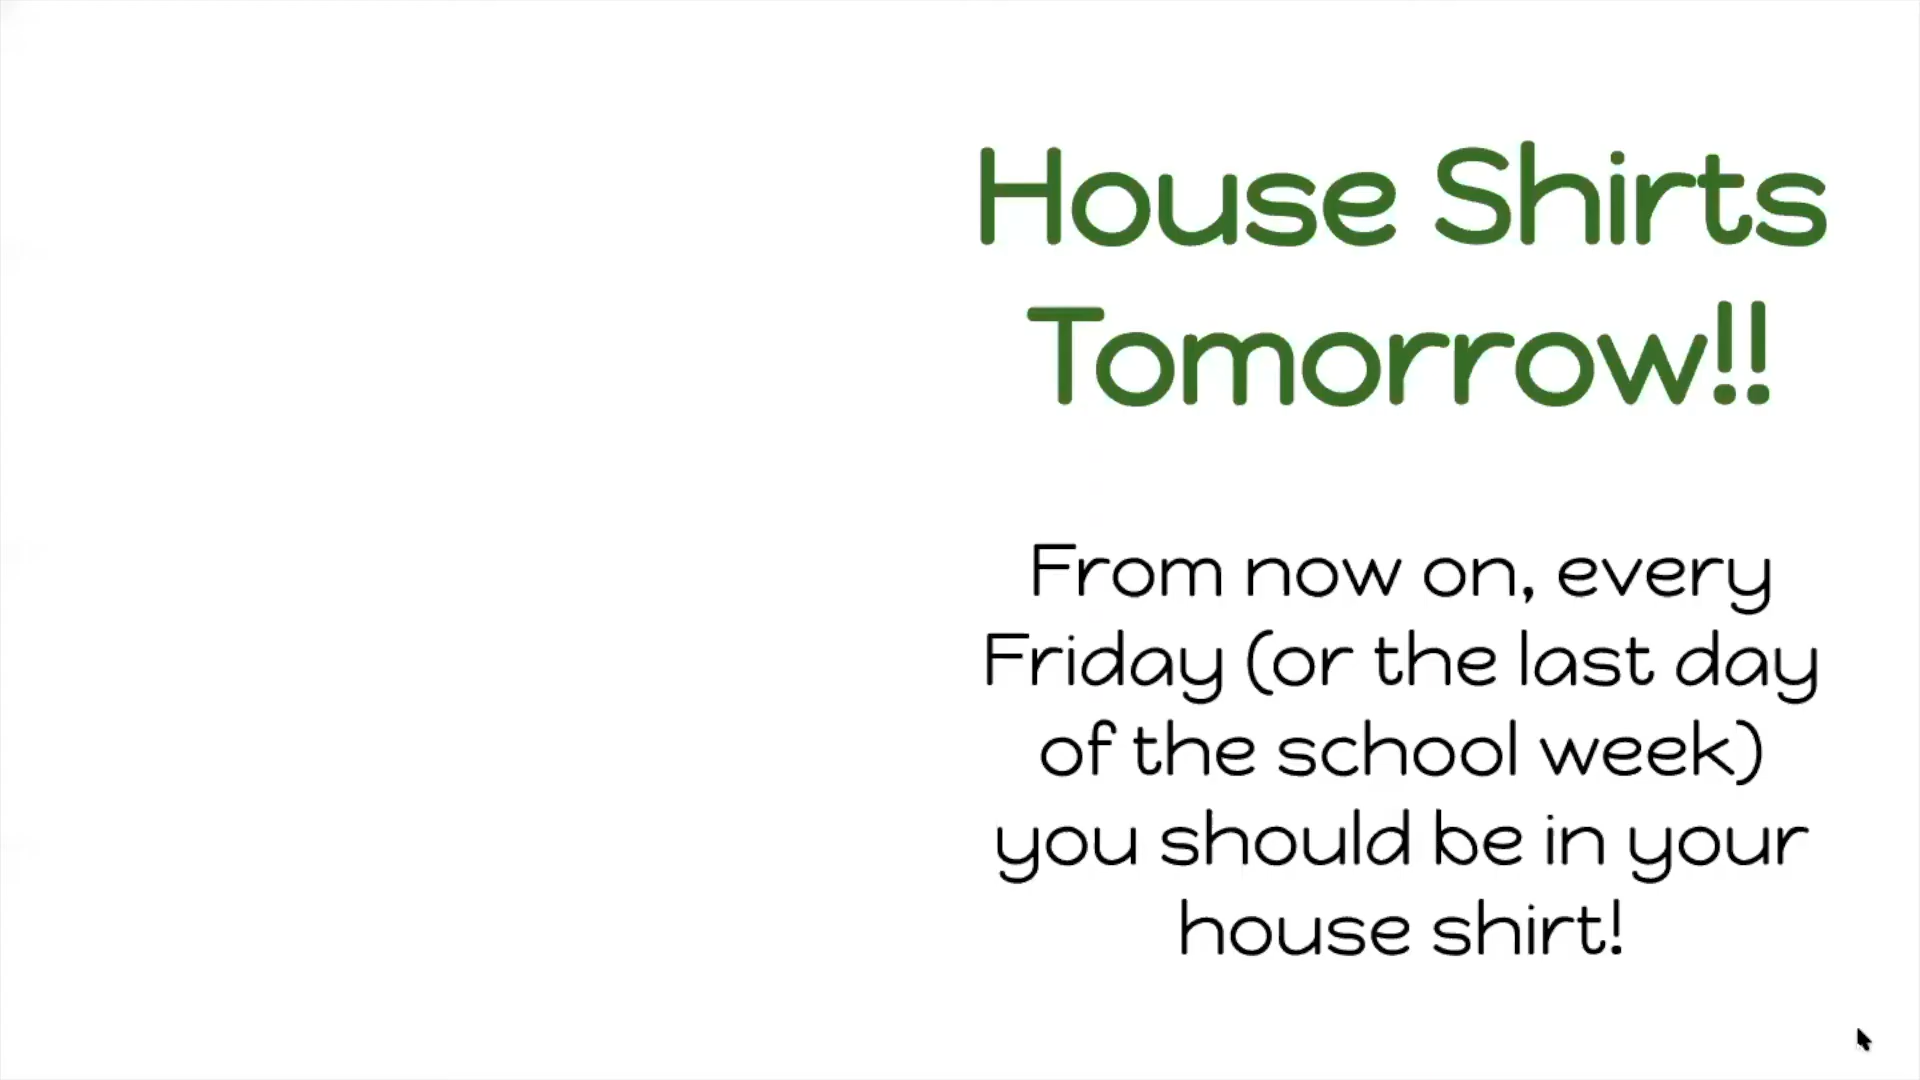 House Shirts
Tomorrow!!
From now on, every
Friday (or the last day
of the school week)
you should be in your
house shirt!